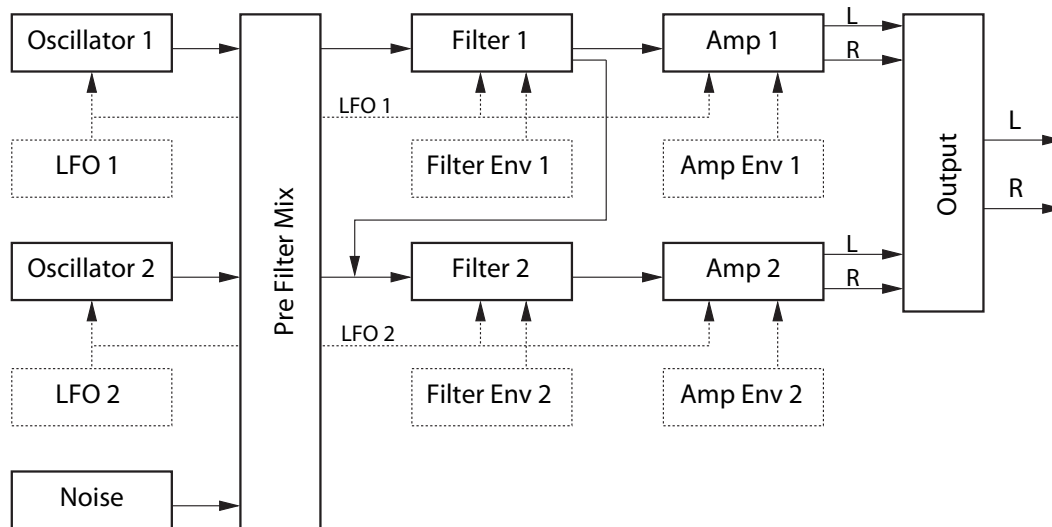 Oscillator 1
Filter 1
Amp 1
L
R
LFO 1
LFO 1
Filter Env 1
Amp Env 1
Pre Filter Mix
Output
L
R
Oscillator 2
Filter 2
Amp 2
L
R
LFO 2
LFO 2
Filter Env 2
Amp Env 2
Noise